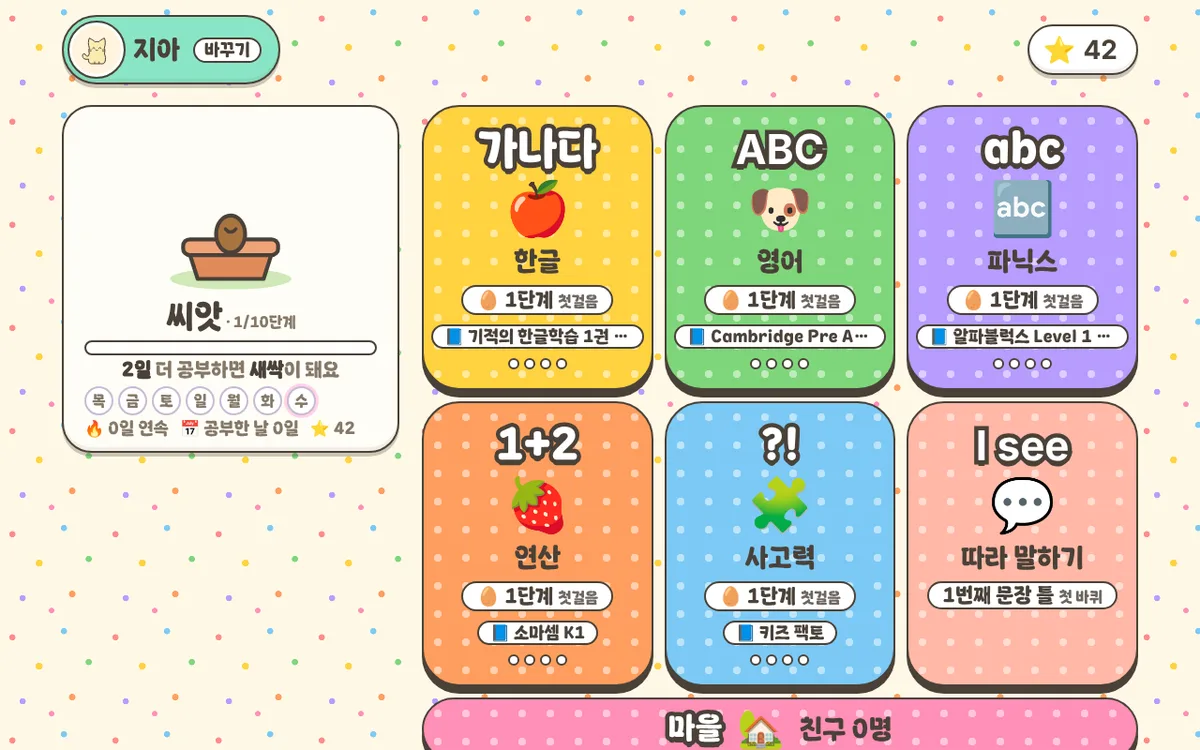 지아 바꾸기
⭐ 42
씨앗 · 1/10단계
2일 더 공부하면 새싹이 돼요
목 금 토 일 월 화 수
🔥 0일 연속 📅 공부한 날 0일 ⭐ 42
가나다
한글
1단계 첫걸음
기적의 한글학습 1권 …
ABC
영어
1단계 첫걸음
Cambridge Pre A…
abc
abc
파닉스
1단계 첫걸음
알파블럭스 Level 1 …
1+2
연산
1단계 첫걸음
소마셈 K1
?!
사고력
1단계 첫걸음
키즈 팩토
I see
따라 말하기
1번째 문장 틀 첫 바퀴
마을 친구 0명